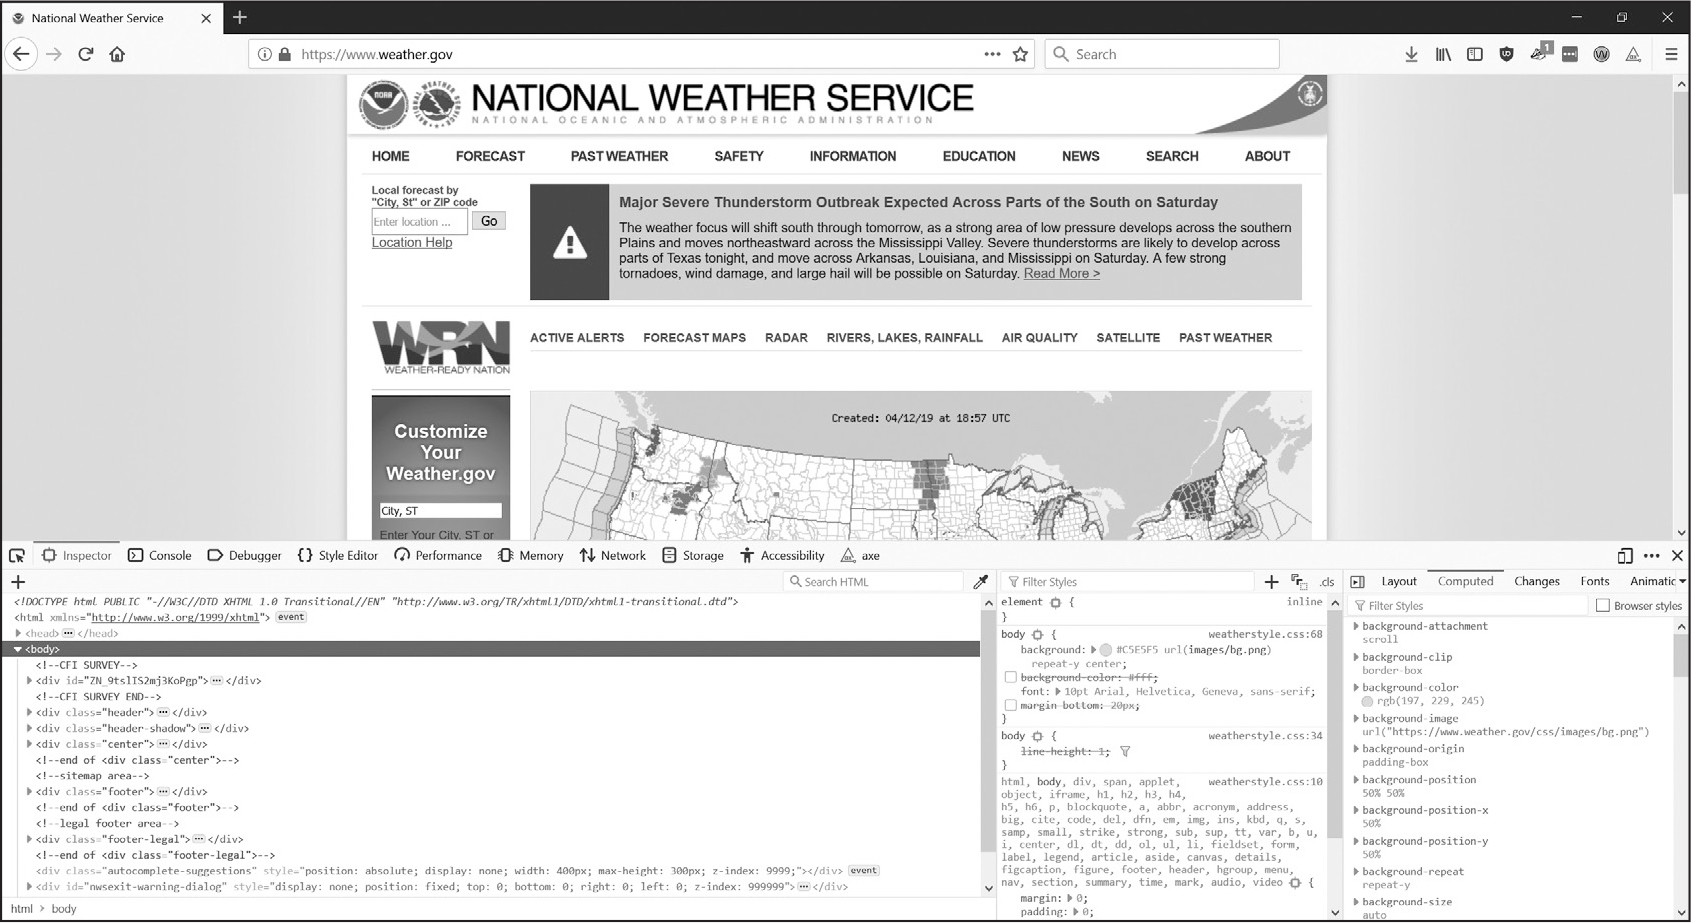 National Weather Service
https://www.weather.gov
Search
1
NATIONAL WEATHER SERVICE
NATIONAL OCEANIC AND ATMOSPHERIC ADMINISTRATION
NOAA
HOME FORECAST PAST WEATHER SAFETY INFORMATION EDUCATION NEWS SEARCH ABOUT
Local forecast by
"City, St" or ZIP code
Enter location ... Go
Location Help
Major Severe Thunderstorm Outbreak Expected Across Parts of the South on Saturday
The weather focus will shift south through tomorrow, as a strong area of low pressure develops across the southern
Plains and moves northeastward across the Mississippi Valley. Severe thunderstorms are likely to develop across
parts of Texas tonight, and move across Arkansas, Louisiana, and Mississippi on Saturday. A few strong
tornadoes, wind damage, and large hail will be possible on Saturday. Read More >
WRN
WEATHER-READY NATION
ACTIVE ALERTS FORECAST MAPS RADAR RIVERS, LAKES, RAINFALL AIR QUALITY SATELLITE PAST WEATHER
Customize
Your
Weather.gov
City, ST
Enter Your City, ST or
Created: 04/12/19 at 18:57 UTC
Inspector Console Debugger Style Editor Performance Memory Network Storage Accessibility axe
Search HTML
<!DOCTYPE html PUBLIC "-//W3C//DTD XHTML 1.0 Transitional//EN" "http://www.w3.org/TR/xhtml1/DTD/xhtml1-transitional.dtd">
<html xmlns="http://www.w3.org/1999/xhtml"> event
<head> ••• </head>
<body>
<!--CFI SURVEY-->
<div id="ZN_9tslIS2mj3KoPgp"> ••• </div>
<!--CFI SURVEY END-->
<div class="header"> ••• </div>
<div class="header-shadow"> ••• </div>
<div class="center"> ••• </div>
<!--end of <div class="center">-->
<!--sitemap area-->
<div class="footer"> ••• </div>
<!--end of <div class="footer">-->
<!--legal footer area-->
<div class="footer-legal"> ••• </div>
<!--end of <div class="footer-legal">-->
<div class="autocomplete-suggestions" style="position: absolute; display: none; width: 400px; max-height: 300px; z-index: 9999;"></div> event
<div id="nwsexit-warning-dialog" style="display: none; position: fixed; top: 0; bottom: 0; right: 0; left: 0; z-index: 999999"> ••• </div>
html > body
Filter Styles + .cls
element { inline
}
body { weatherstyle.css:68
background: #C5E5F5 url(images/bg.png)
repeat-y center;
background-color: #fff;
font: 10pt Arial, Helvetica, Geneva, sans-serif;
margin-bottom: 20px;
}
body { weatherstyle.css:34
line-height: 1;
}
html, body, div, span, applet, weatherstyle.css:10
object, iframe, h1, h2, h3, h4,
h5, h6, p, blockquote, a, abbr, acronym, address,
big, cite, code, del, dfn, em, img, ins, kbd, q, s,
samp, small, strike, strong, sub, sup, tt, var, b, u,
i, center, dl, dt, dd, ol, ul, li, fieldset, form,
label, legend, article, aside, canvas, details,
figcaption, figure, footer, header, hgroup, menu,
nav, section, summary, time, mark, audio, video {
margin: 0;
padding: 0;
Layout Computed Changes Fonts Animatic
Filter Styles Browser styles
background-attachment
scroll
background-clip
border-box
background-color
rgb(197, 229, 245)
background-image
url("https://www.weather.gov/css/images/bg.png")
background-origin
padding-box
background-position
50% 50%
background-position-x
50%
background-position-y
50%
background-repeat
repeat-y
background-size
auto